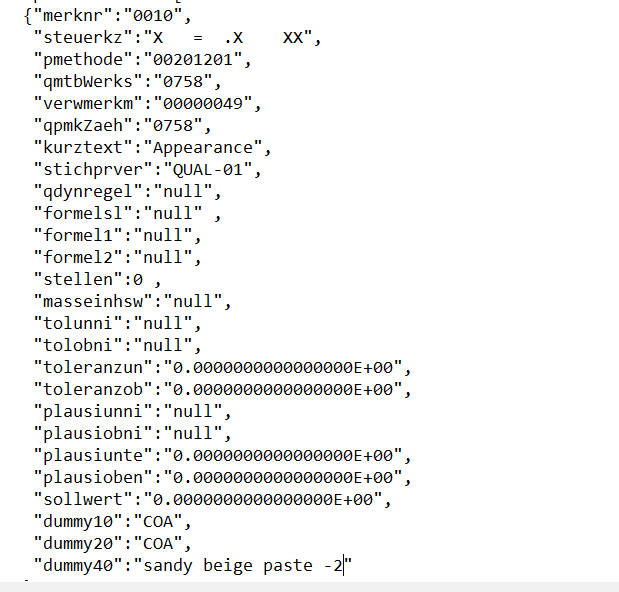 {"merknr":"0010",
"steuerkz":"X   =  .X    XX",
"pmethode":"00201201",
"qmtbWerks":"0758",
"verwmerkm":"00000049",
"qpmkZaeh":"0758",
"kurztext":"Appearance",
"stichprver":"QUAL-01",
"qdynregel":"null",
"formelsl":"null" ,
"formel1":"null",
"formel2":"null",
"stellen":0 ,
"masseinhsw":"null",
"tolunni":"null",
"tolobni":"null",
"toleranzun":"0.0000000000000000E+00",
"toleranzob":"0.0000000000000000E+00",
"plausiunni":"null",
"plausiobni":"null",
"plausiunte":"0.0000000000000000E+00",
"plausioben":"0.0000000000000000E+00",
"sollwert":"0.0000000000000000E+00",
"dummy10":"COA",
"dummy20":"COA",
"dummy40":"sandy beige paste -2"